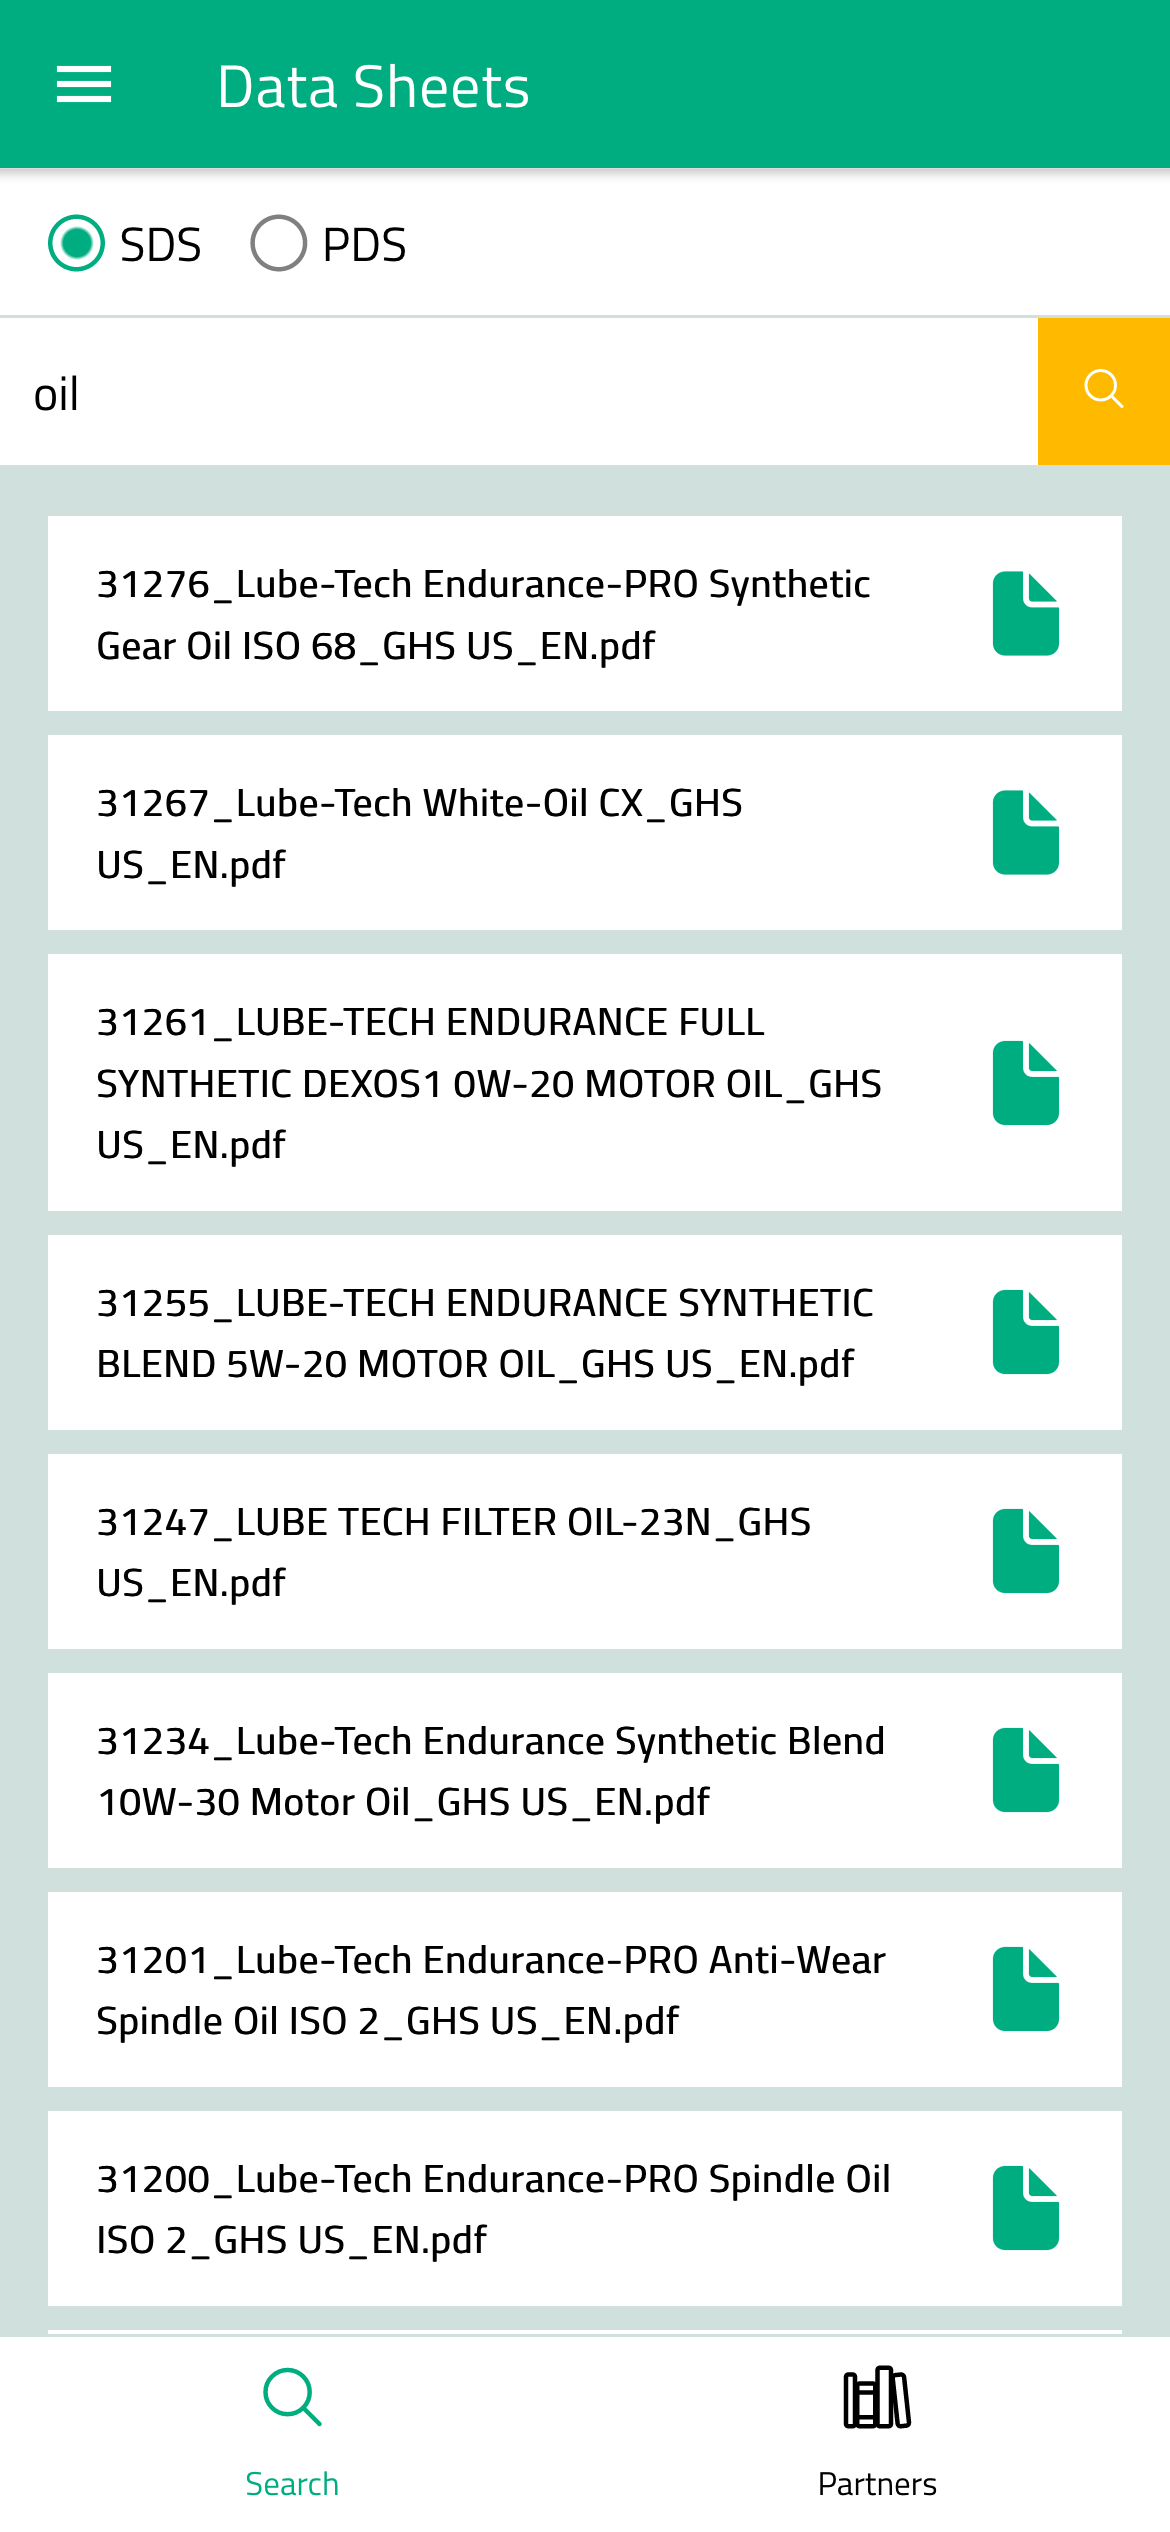 Data Sheets
SDS PDS
oil
31276_Lube-Tech Endurance-PRO Synthetic
Gear Oil ISO 68_GHS US_EN.pdf
31267_Lube-Tech White-Oil CX_GHS
US_EN.pdf
31261_LUBE-TECH ENDURANCE FULL
SYNTHETIC DEXOS1 0W-20 MOTOR OIL_GHS
US_EN.pdf
31255_LUBE-TECH ENDURANCE SYNTHETIC
BLEND 5W-20 MOTOR OIL_GHS US_EN.pdf
31247_LUBE TECH FILTER OIL-23N_GHS
US_EN.pdf
31234_Lube-Tech Endurance Synthetic Blend
10W-30 Motor Oil_GHS US_EN.pdf
31201_Lube-Tech Endurance-PRO Anti-Wear
Spindle Oil ISO 2_GHS US_EN.pdf
31200_Lube-Tech Endurance-PRO Spindle Oil
ISO 2_GHS US_EN.pdf
Search Partners